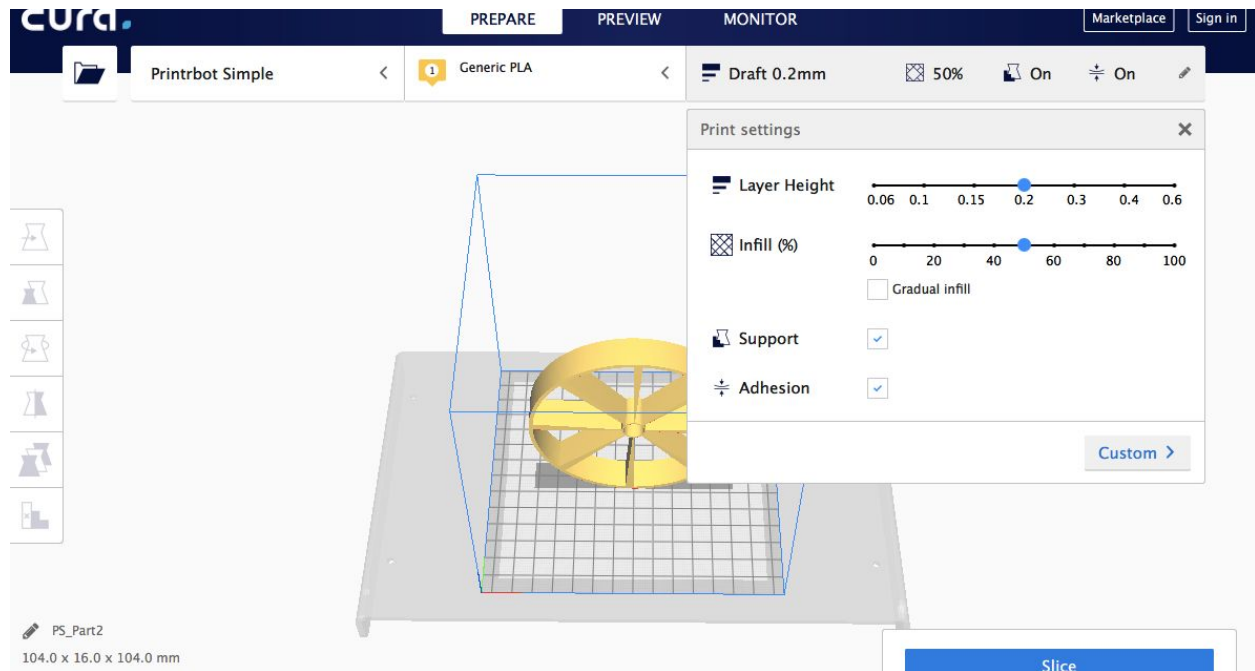 cura.
PREPARE PREVIEW MONITOR
Marketplace Sign in
Printrbot Simple
1 Generic PLA
Draft 0.2mm 50% On On
Print settings
Layer Height
0.06 0.1 0.15 0.2 0.3 0.4 0.6
Infill (%)
0 20 40 60 80 100
Gradual infill
Support
Adhesion
Custom
PS_Part2
104.0 x 16.0 x 104.0 mm
Slice